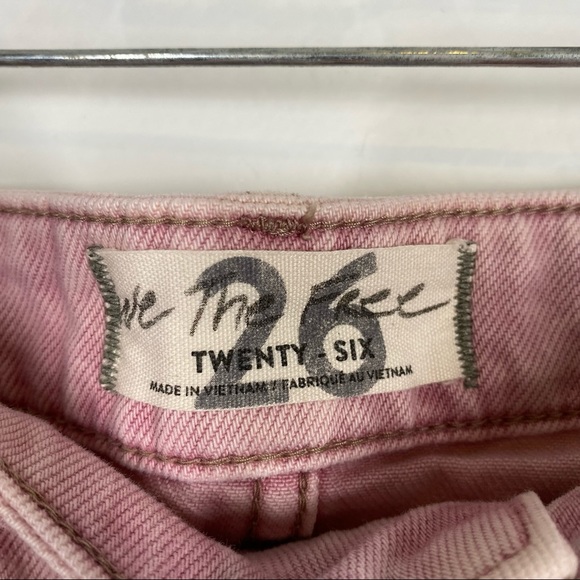 We The Free
26
TWENTY - SIX
MADE IN VIETNAM / FABRIQUE AU VIETNAM